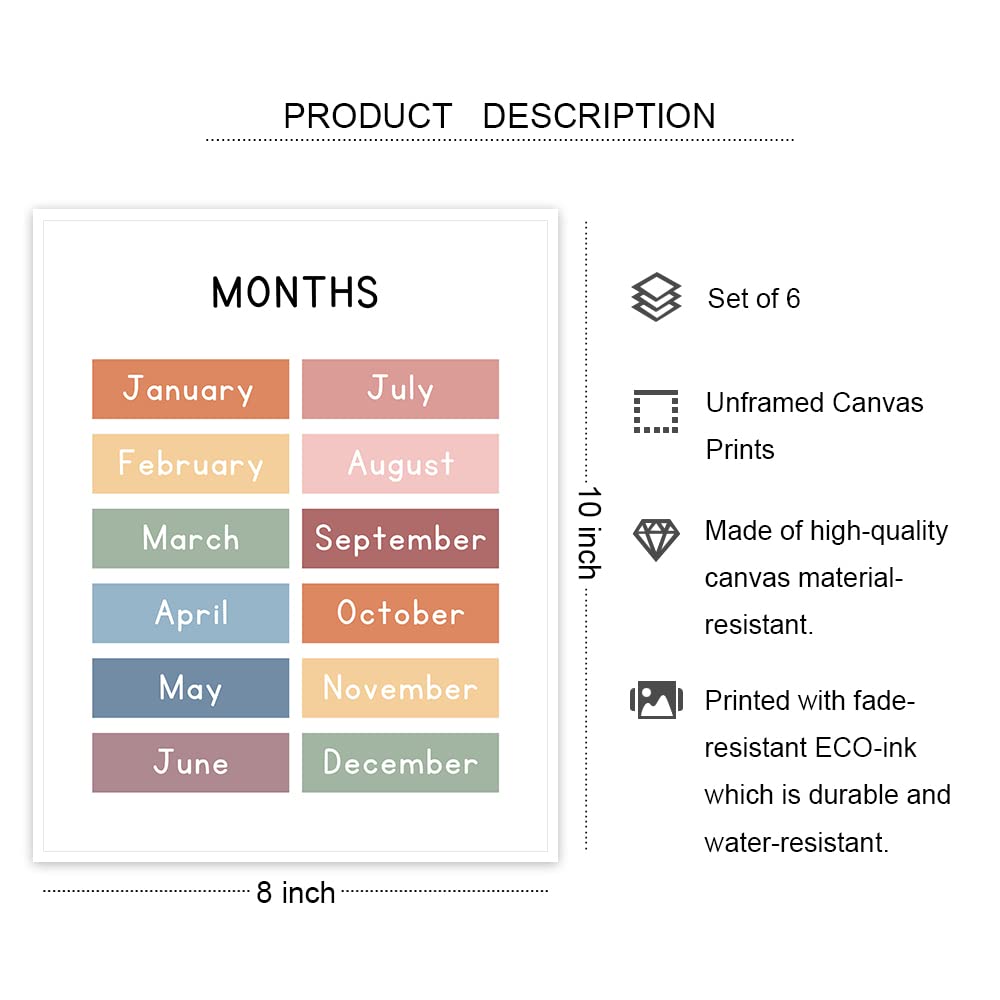 PRODUCT DESCRIPTION
MONTHS
January
July
February
August
March
September
April
October
May
November
June
December
8 inch
10 inch
Set of 6
Unframed Canvas
Prints
Made of high-quality
canvas material-
resistant.
Printed with fade-
resistant ECO-ink
which is durable and
water-resistant.